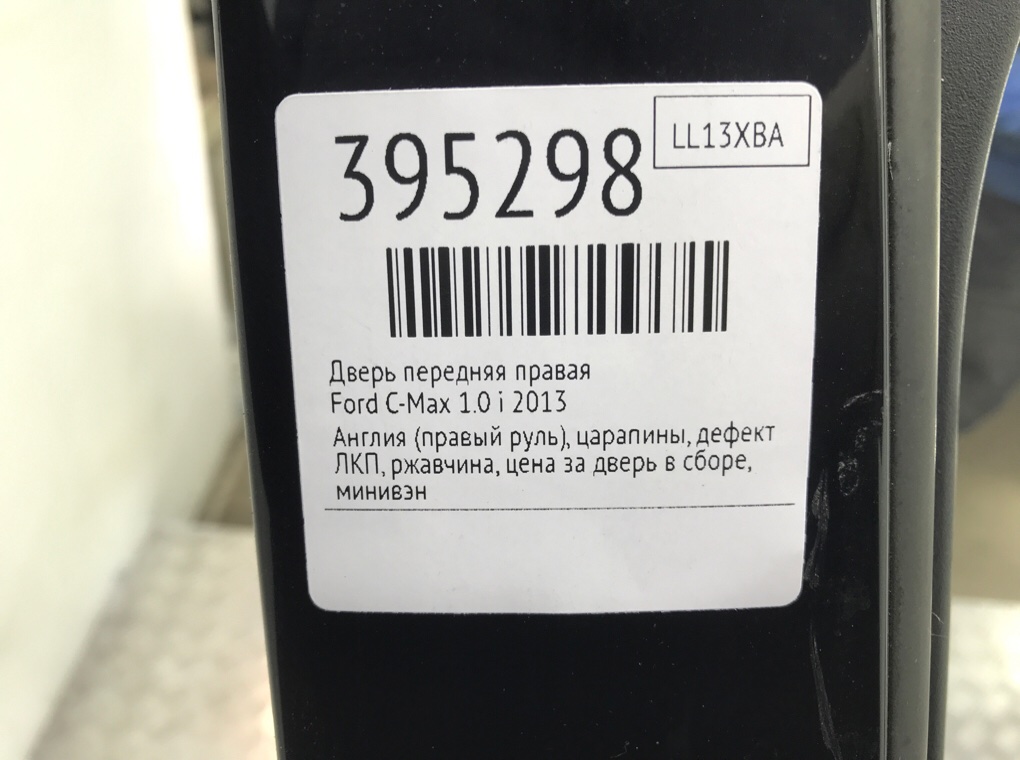 395298
LL13XBA
Дверь передняя правая
Ford C-Max 1.0 i 2013
Англия (правый руль), царапины, дефект
ЛКП, ржавчина, цена за дверь в сборе,
минивэн